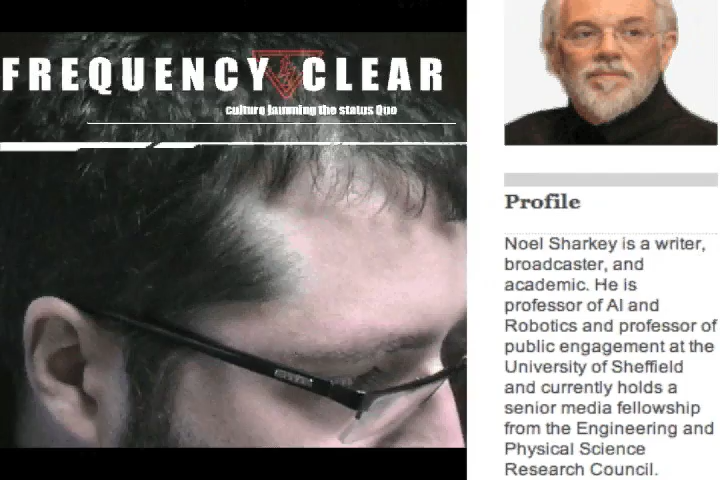 FREQUENCY CLEAR
culture Jamming the status Quo
Profile
Noel Sharkey is a writer,
broadcaster, and
academic. He is
professor of AI and
Robotics and professor of
public engagement at the
University of Sheffield
and currently holds a
senior media fellowship
from the Engineering and
Physical Science
Research Council.